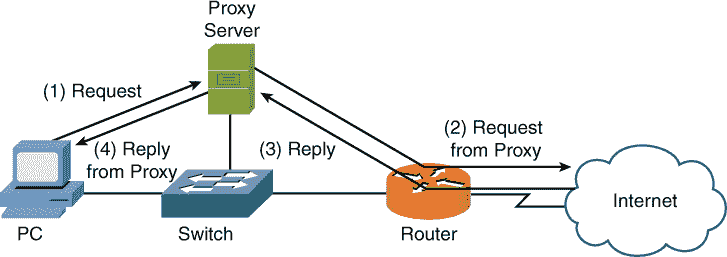 Proxy
Server
(1) Request
(2) Request
from Proxy
(4) Reply
from Proxy
(3) Reply
Internet
PC
Switch
Router